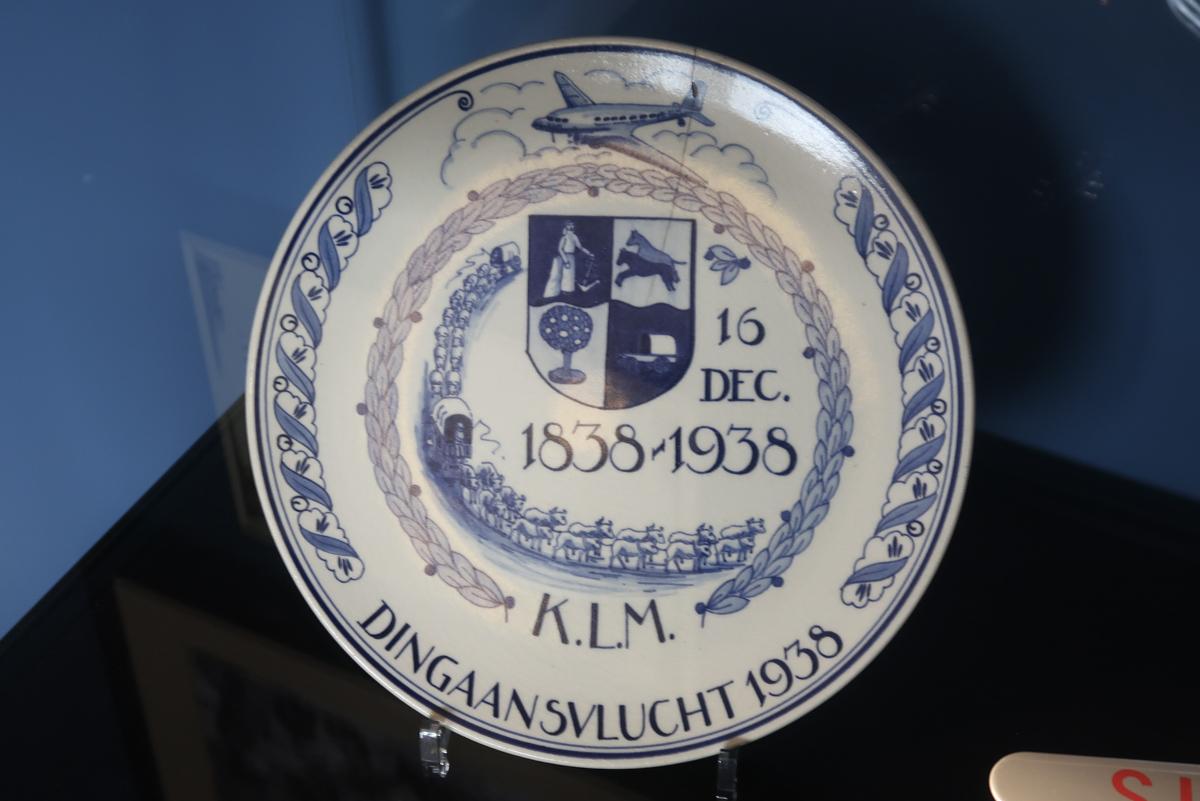 16
DEC.
1838-1938
K.L.M.
DINGAANSVLUCHT 1938